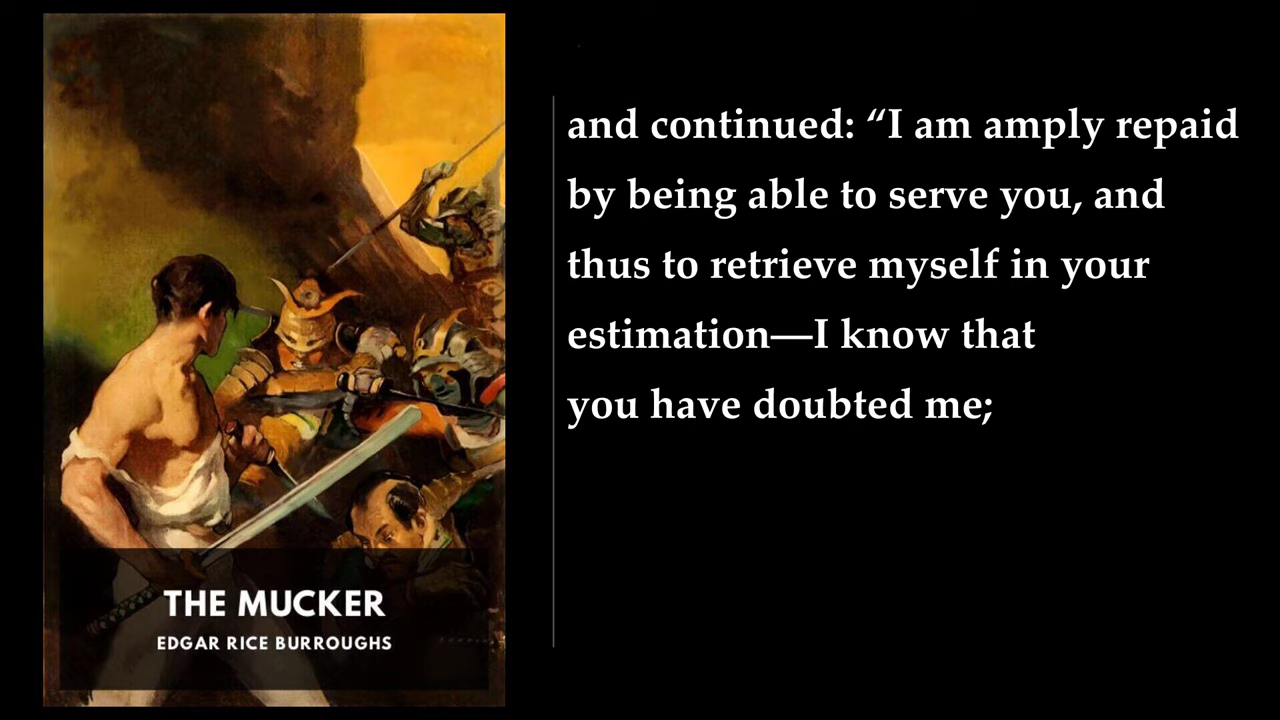 THE MUCKER
EDGAR RICE BURROUGHS
and continued: “I am amply repaid
by being able to serve you, and
thus to retrieve myself in your
estimation—I know that
you have doubted me;